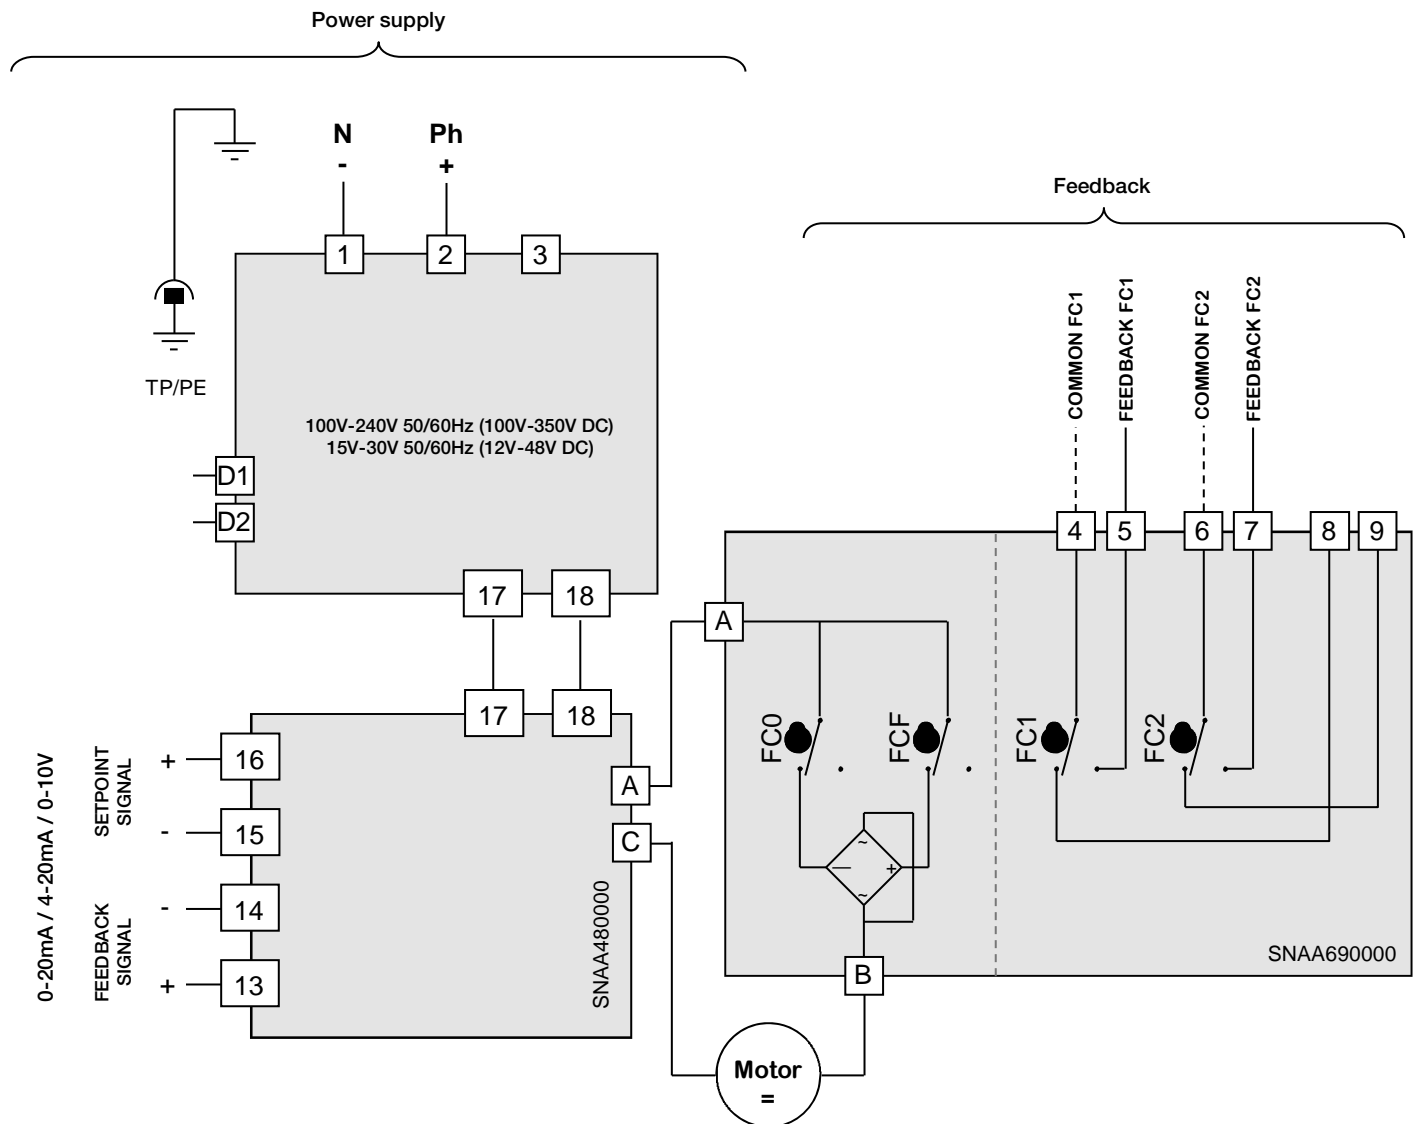 Power supply
N
-
Ph
+
1
2
3
TP/PE
100V-240V 50/60Hz (100V-350V DC)
15V-30V 50/60Hz (12V-48V DC)
D1
D2
17
18
17
18
0-20mA / 4-20mA / 0-10V
SETPOINT
SIGNAL
+
16
-
15
FEEDBACK
SIGNAL
-
14
+
13
A
C
SNAA480000
Feedback
COMMON FC1
FEEDBACK FC1
COMMON FC2
FEEDBACK FC2
4
5
6
7
8
9
A
FC0
FCF
FC1
FC2
~
— +
~
B
SNAA690000
Motor
=